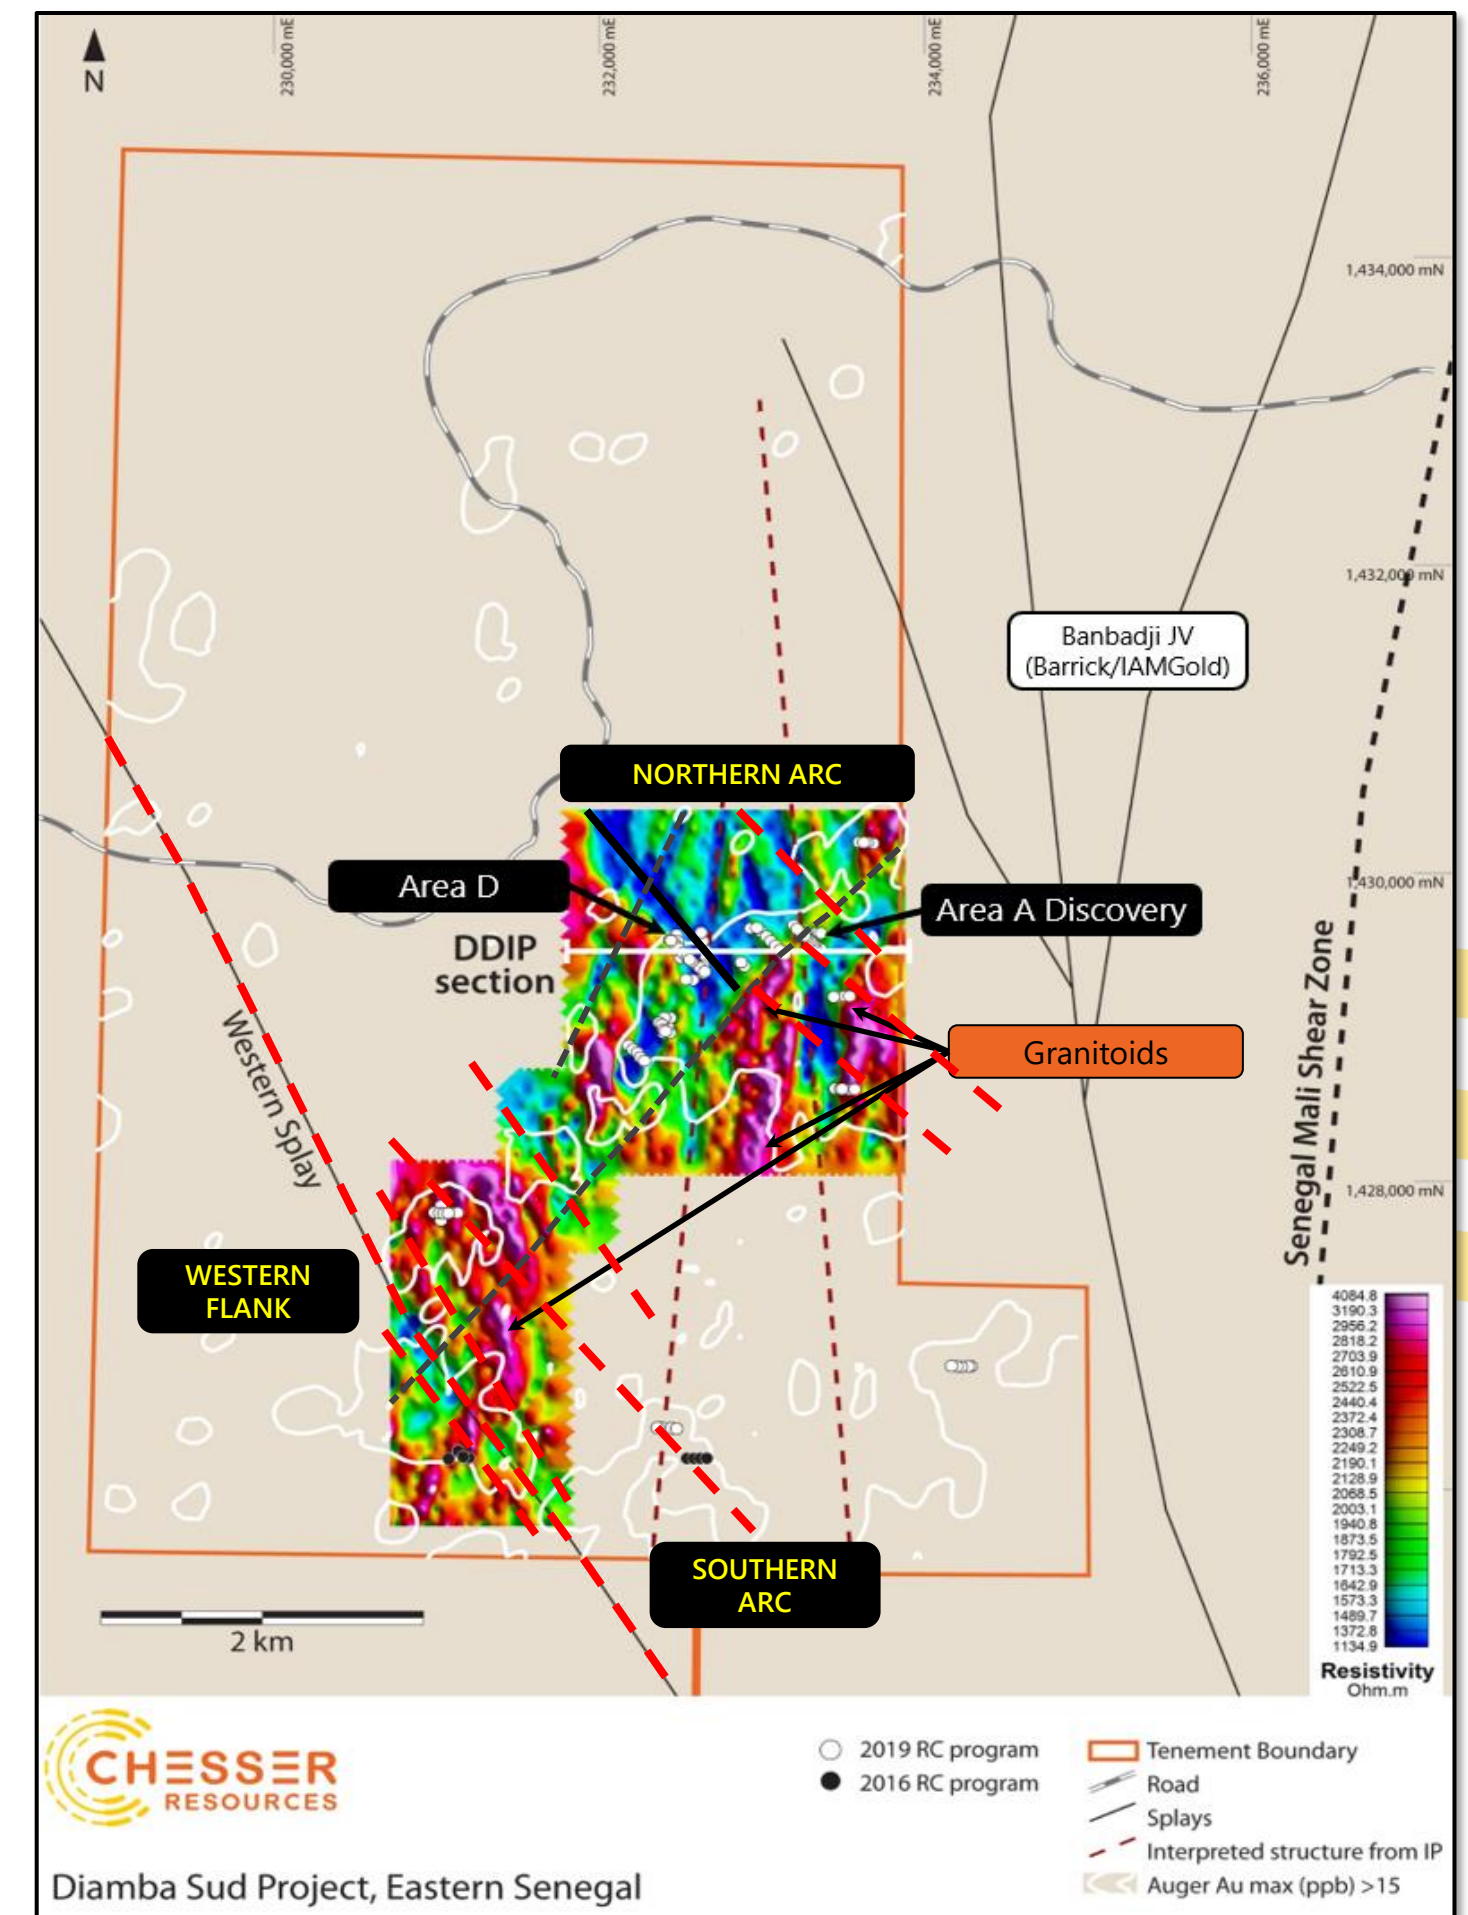 N
230,000 mE
232,000 mE
234,000 mE
236,000 mE
1,434,000 mN
1,432,000 mN
Banbadji JV
(Barrick/IAMGold)
NORTHERN ARC
Area D
1,430,000 mN
Area A Discovery
DDIP
section
Senegal Mali Shear Zone
Western Splay
Granitoids
1,428,000 mN
WESTERN
FLANK
4084.8
3190.3
2956.2
2818.2
2703.9
2610.9
2522.5
2440.4
2372.4
2308.7
2249.2
2190.1
2128.9
2068.5
2003.1
1940.8
1873.5
1792.5
1713.3
1642.9
1573.3
1489.7
1372.8
1134.9
Resistivity
Ohm.m
SOUTHERN
ARC
2 km
CHESSER
RESOURCES
Diamba Sud Project, Eastern Senegal
2019 RC program
2016 RC program
Tenement Boundary
Road
Splays
Interpreted structure from IP
Auger Au max (ppb) >15